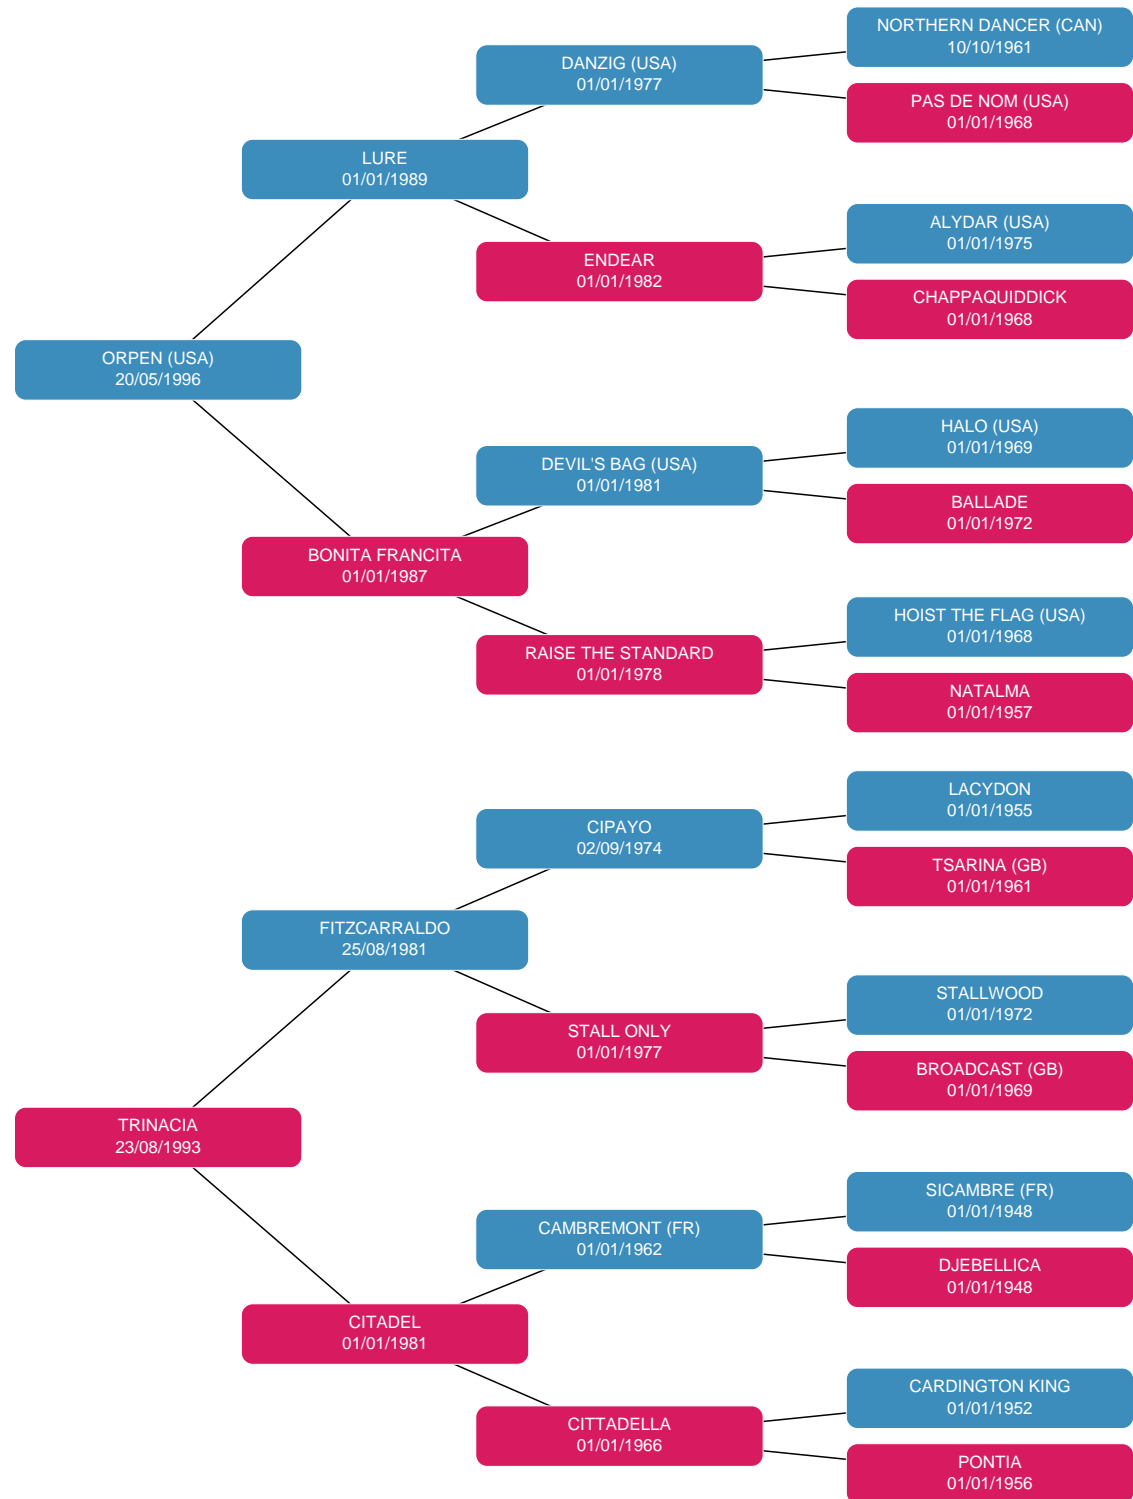 NORTHERN DANCER (CAN)
10/10/1961
DANZIG (USA)
01/01/1977
PAS DE NOM (USA)
01/01/1968
LURE
01/01/1989
ALYDAR (USA)
01/01/1975
ENDEAR
01/01/1982
CHAPPAQUIDDICK
01/01/1968
ORPEN (USA)
20/05/1996
HALO (USA)
01/01/1969
DEVIL'S BAG (USA)
01/01/1981
BALLADE
01/01/1972
BONITA FRANCITA
01/01/1987
HOIST THE FLAG (USA)
01/01/1968
RAISE THE STANDARD
01/01/1978
NATALMA
01/01/1957
LACYDON
01/01/1955
CIPAYO
02/09/1974
TSARINA (GB)
01/01/1961
FITZCARRALDO
25/08/1981
STALLWOOD
01/01/1972
STALL ONLY
01/01/1977
BROADCAST (GB)
01/01/1969
TRINACIA
23/08/1993
SICAMBRE (FR)
01/01/1948
CAMBREMONT (FR)
01/01/1962
DJEBELLICA
01/01/1948
CITADEL
01/01/1981
CARDINGTON KING
01/01/1952
CITTADELLA
01/01/1966
PONTIA
01/01/1956